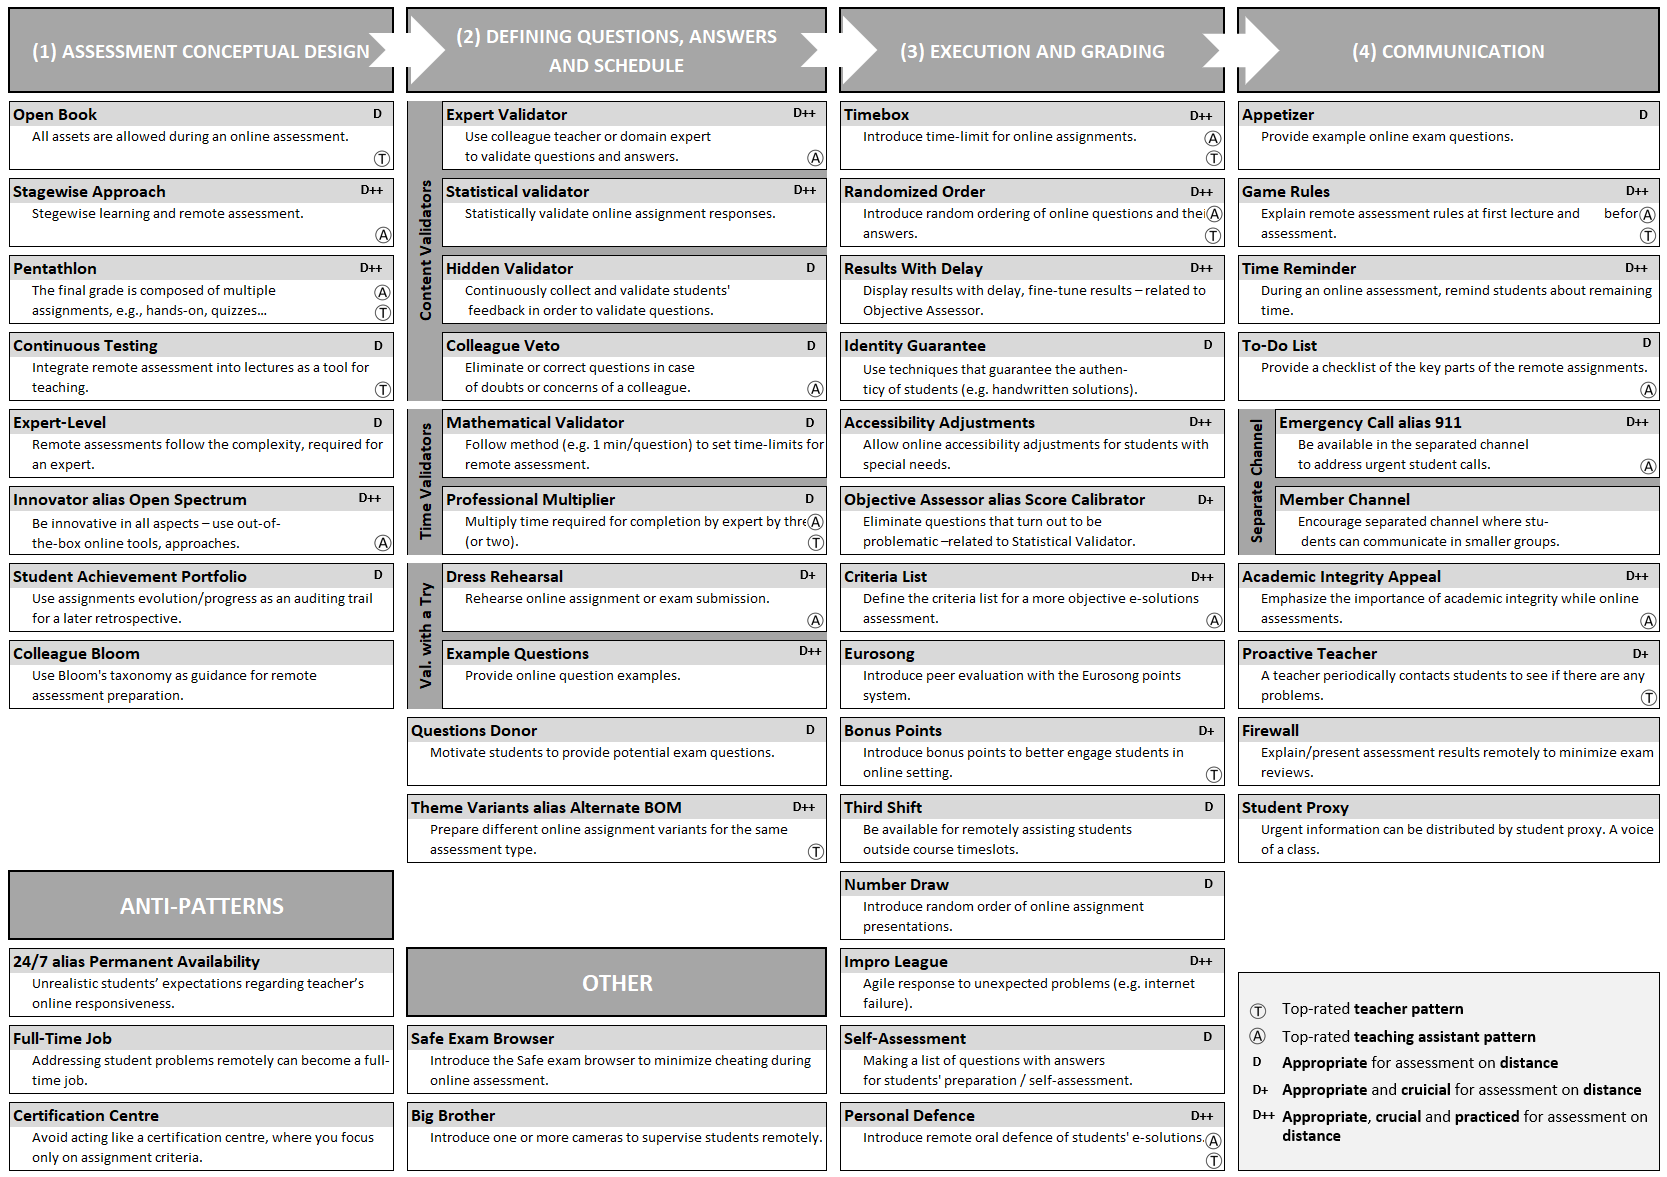 (1) ASSESSMENT CONCEPTUAL DESIGN
Open Book D
All assets are allowed during an online assessment.
T
Stagewise Approach D++
Stegewise learning and remote assessment.
A
Pentathlon D++
The final grade is composed of multiple A
assignments, e.g., hands-on, quizzes... T
Continuous Testing D
Integrate remote assessment into lectures as a tool for
teaching. T
Expert-Level D
Remote assessments follow the complexity, required for
an expert.
Innovator alias Open Spectrum D++
Be innovative in all aspects – use out-of-
the-box online tools, approaches. A
Student Achievement Portfolio D
Use assignments evolution/progress as an auditing trail
for a later retrospective.
Colleague Bloom
Use Bloom's taxonomy as guidance for remote
assessment preparation.
ANTI-PATTERNS
24/7 alias Permanent Availability
Unrealistic students’ expectations regarding teacher’s
online responsiveness.
Full-Time Job
Addressing student problems remotely can become a full-
time job.
Certification Centre
Avoid acting like a certification centre, where you focus
only on assignment criteria.
(2) DEFINING QUESTIONS, ANSWERS
AND SCHEDULE
Content Validators
Expert Validator D++
Use colleague teacher or domain expert
to validate questions and answers. A
Statistical validator D++
Statistically validate online assignment responses.
Hidden Validator D
Continuously collect and validate students'
feedback in order to validate questions.
Colleague Veto D
Eliminate or correct questions in case
of doubts or concerns of a colleague. A
Time Validators
Mathematical Validator D
Follow method (e.g. 1 min/question) to set time-limits for
remote assessment.
Professional Multiplier D
Multiply time required for completion by expert by thre A
(or two). T
Val. with a Try
Dress Rehearsal D+
Rehearse online assignment or exam submission.
A
Example Questions D++
Provide online question examples.
Questions Donor D
Motivate students to provide potential exam questions.
Theme Variants alias Alternate BOM D++
Prepare different online assignment variants for the same
assessment type. T
OTHER
Safe Exam Browser
Introduce the Safe exam browser to minimize cheating during
online assessment.
Big Brother
Introduce one or more cameras to supervise students remotely.
(3) EXECUTION AND GRADING
Timebox D++
Introduce time-limit for online assignments. A
T
Randomized Order D++
Introduce random ordering of online questions and thei A
answers. T
Results With Delay D++
Display results with delay, fine-tune results – related to
Objective Assessor.
Identity Guarantee D
Use techniques that guarantee the authen-
ticy of students (e.g. handwritten solutions).
Accessibility Adjustments D++
Allow online accessibility adjustments for students with
special needs.
Objective Assessor alias Score Calibrator D+
Eliminate questions that turn out to be
problematic –related to Statistical Validator.
Criteria List D++
Define the criteria list for a more objective e-solutions
assessment. A
Eurosong
Introduce peer evaluation with the Eurosong points
system.
Bonus Points D+
Introduce bonus points to better engage students in
online setting. T
Third Shift D
Be available for remotely assisting students
outside course timeslots.
Number Draw D
Introduce random order of online assignment
presentations.
Impro League D++
Agile response to unexpected problems (e.g. internet
failure).
Self-Assessment D
Making a list of questions with answers
for students' preparation / self-assessment.
Personal Defence D++
Introduce remote oral defence of students' e-solutions. A
T
(4) COMMUNICATION
Appetizer D
Provide example online exam questions.
Game Rules D++
Explain remote assessment rules at first lecture and befor A
assessment. T
Time Reminder D++
During an online assessment, remind students about remaining
time.
To-Do List D
Provide a checklist of the key parts of the remote assignments.
A
Separate Channel
Emergency Call alias 911 D++
Be available in the separated channel
to address urgent student calls. A
Member Channel
Encourage separated channel where stu-
dents can communicate in smaller groups.
Academic Integrity Appeal D++
Emphasize the importance of academic integrity while online
assessments. A
Proactive Teacher D+
A teacher periodically contacts students to see if there are any
problems. T
Firewall
Explain/present assessment results remotely to minimize exam
reviews.
Student Proxy
Urgent information can be distributed by student proxy. A voice
of a class.
T Top-rated teacher pattern
A Top-rated teaching assistant pattern
D Appropriate for assessment on distance
D+ Appropriate and cruicial for assessment on distance
D++ Appropriate, crucial and practiced for assessment on
distance